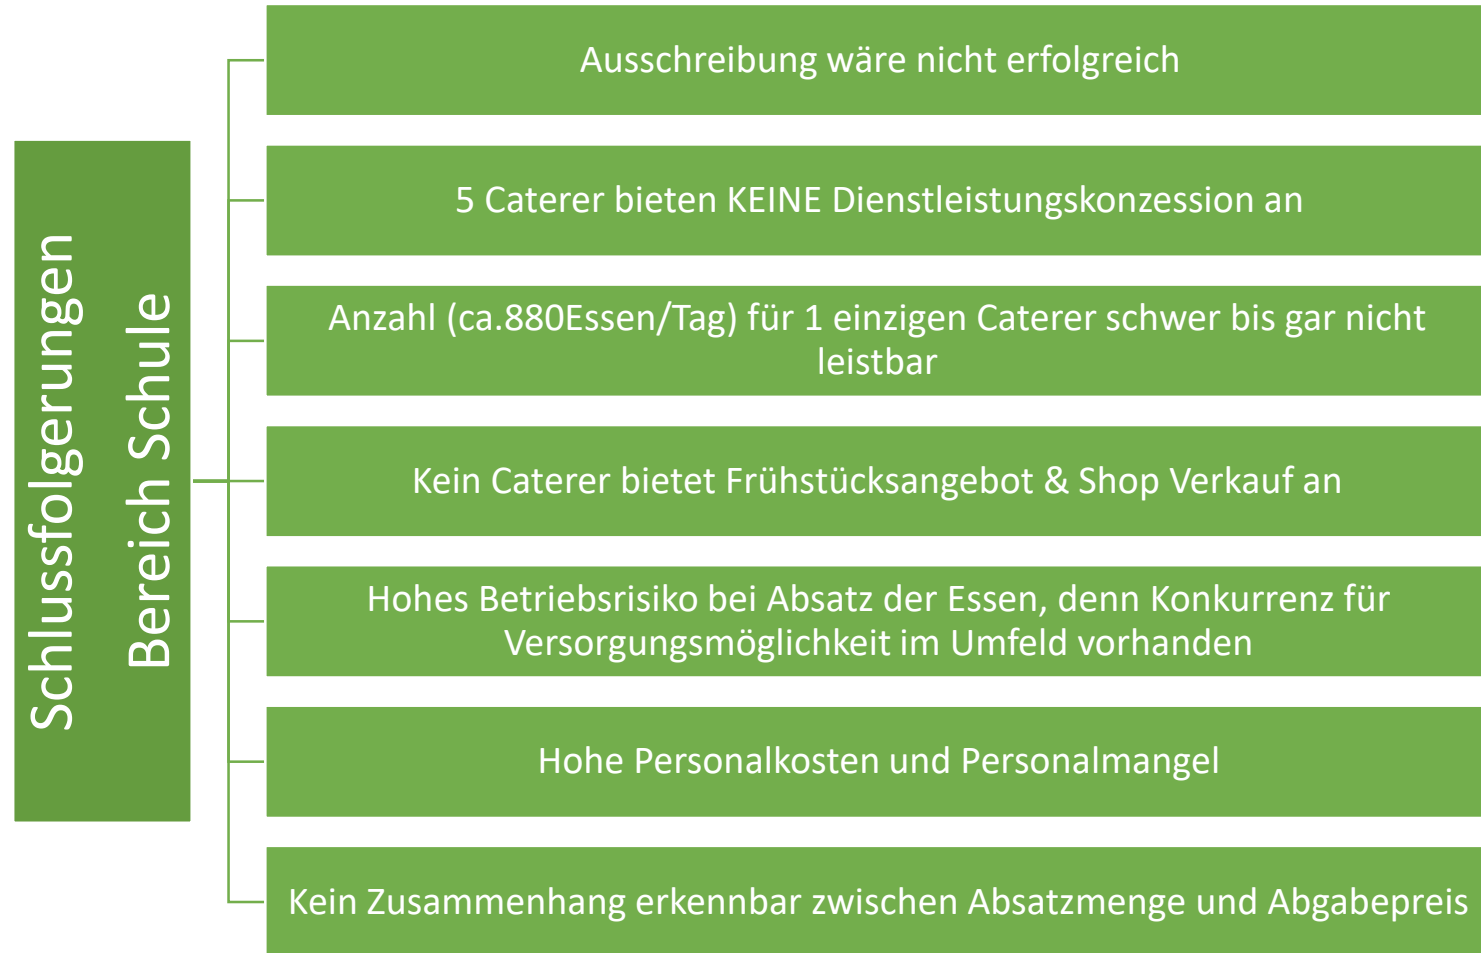 Schlussfolgerungen
Bereich Schule
Ausschreibung wäre nicht erfolgreich
5 Caterer bieten KEINE Dienstleistungskonzession an
Anzahl (ca.880Essen/Tag) für 1 einzigen Caterer schwer bis gar nicht
leistbar
Kein Caterer bietet Frühstücksangebot & Shop Verkauf an
Hohes Betriebsrisiko bei Absatz der Essen, denn Konkurrenz für
Versorgungsmöglichkeit im Umfeld vorhanden
Hohe Personalkosten und Personalmangel
Kein Zusammenhang erkennbar zwischen Absatzmenge und Abgabepreis